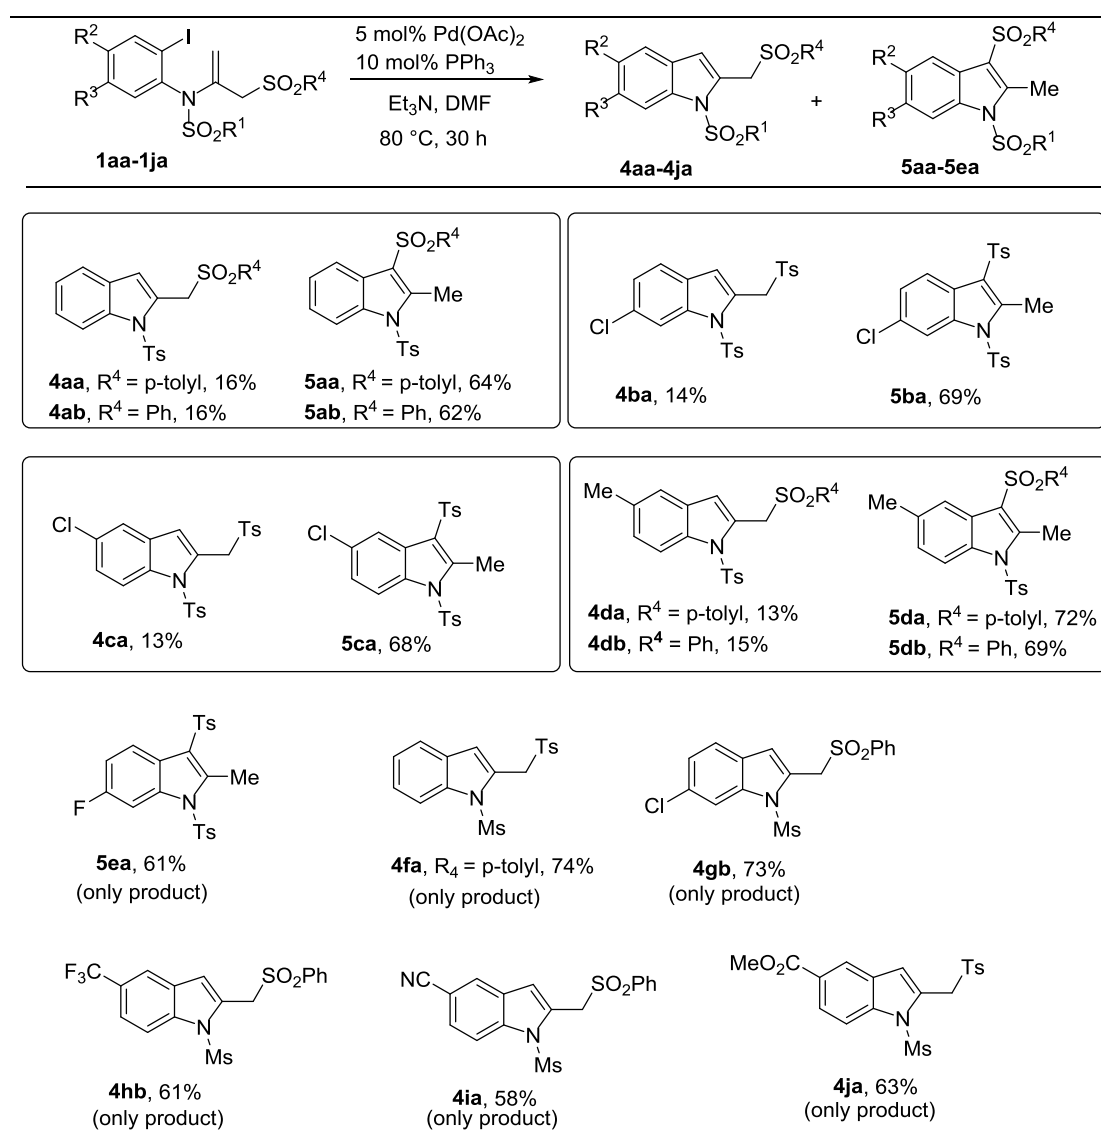 R2 I
R3 N SO2R4
SO2R1
1aa-1ja
5 mol% Pd(OAc)2
10 mol% PPh3
Et3N, DMF
80 °C, 30 h
R2 SO2R4
R3 N
SO2R1
4aa-4ja
+
SO2R4
R2 Me
R3 N
SO2R1
5aa-5ea
SO2R4
N
Ts
4aa, R4 = p-tolyl, 16%
4ab, R4 = Ph, 16%
SO2R4
Me
N
Ts
5aa, R4 = p-tolyl, 64%
5ab, R4 = Ph, 62%
Ts
Cl N
Ts
4ba, 14%
Ts
Me
Cl N
Ts
5ba, 69%
Cl Ts
N
Ts
4ca, 13%
Ts
Cl Me
N
Ts
5ca, 68%
Me SO2R4
N
Ts
4da, R4 = p-tolyl, 13%
4db, R4 = Ph, 15%
SO2R4
Me Me
N
Ts
5da, R4 = p-tolyl, 72%
5db, R4 = Ph, 69%
Ts
Me
F N
Ts
5ea, 61%
(only product)
Ts
N
Ms
4fa, R4 = p-tolyl, 74%
(only product)
SO2Ph
Cl N
Ms
4gb, 73%
(only product)
F3C SO2Ph
N
Ms
4hb, 61%
(only product)
NC SO2Ph
N
Ms
4ia, 58%
(only product)
MeO2C Ts
N
Ms
4ja, 63%
(only product)